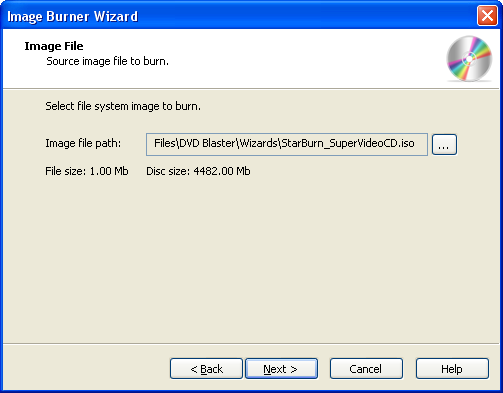 Image Burner Wizard
Image File
Source image file to burn.
Select file system image to burn.
Image file path: Files\DVD Blaster\Wizards\StarBurn_SuperVideoCD.iso ...
File size: 1.00 Mb Disc size: 4482.00 Mb
< Back Next > Cancel Help